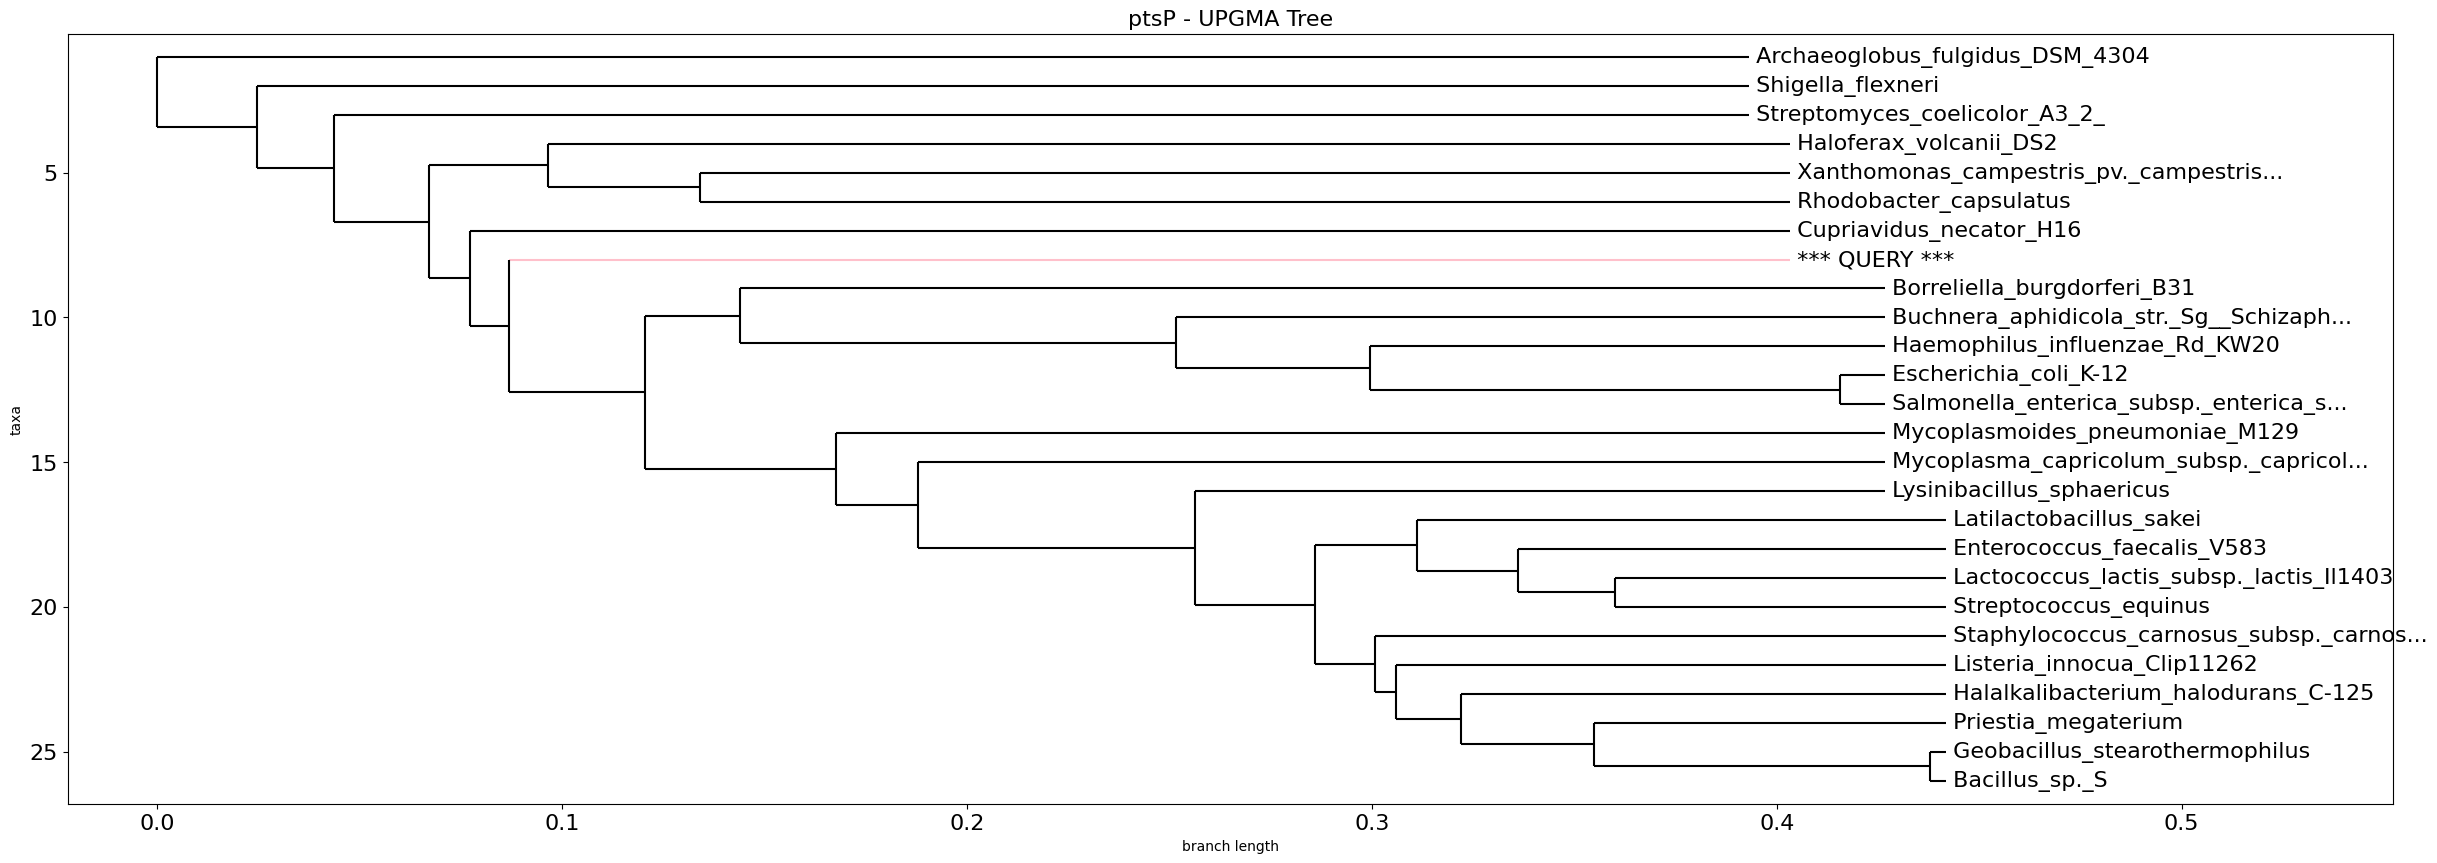 ptsP - UPGMA Tree
Archaeoglobus_fulgidus_DSM_4304
Shigella_flexneri
Streptomyces_coelicolor_A3_2_
Haloferax_volcanii_DS2
5
Xanthomonas_campestris_pv._campestris...
Rhodobacter_capsulatus
Cupriavidus_necator_H16
*** QUERY ***
Borreliella_burgdorferi_B31
10
Buchnera_aphidicola_str._Sg__Schizaph...
Haemophilus_influenzae_Rd_KW20
Escherichia_coli_K-12
Salmonella_enterica_subsp._enterica_s...
taxa
Mycoplasmoides_pneumoniae_M129
15
Mycoplasma_capricolum_subsp._capricol...
Lysinibacillus_sphaericus
Latilactobacillus_sakei
Enterococcus_faecalis_V583
Lactococcus_lactis_subsp._lactis_Il1403
20
Streptococcus_equinus
Staphylococcus_carnosus_subsp._carnos...
Listeria_innocua_Clip11262
Halalkalibacterium_halodurans_C-125
Priestia_megaterium
25
Geobacillus_stearothermophilus
Bacillus_sp._S
0.0 0.1 0.2 0.3 0.4 0.5
branch length